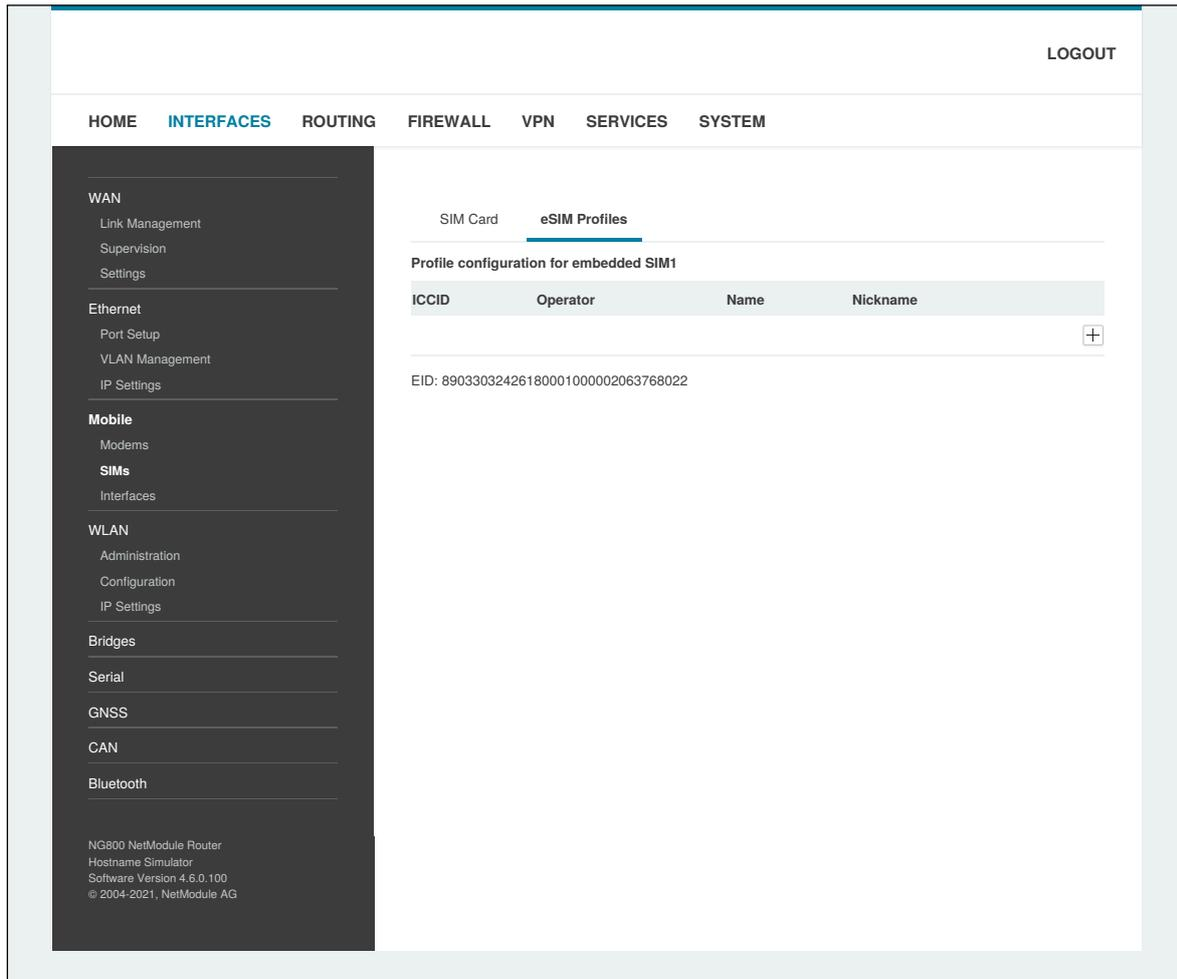 LOGOUT
HOME INTERFACES ROUTING FIREWALL VPN SERVICES SYSTEM
WAN
Link Management
Supervision
Settings
Ethernet
Port Setup
VLAN Management
IP Settings
Mobile
Modems
SIMs
Interfaces
WLAN
Administration
Configuration
IP Settings
Bridges
Serial
GNSS
CAN
Bluetooth
NG800 NetModule Router
Hostname Simulator
Software Version 4.6.0.100
© 2004-2021, NetModule AG
SIM Card eSIM Profiles
Profile configuration for embedded SIM1
ICCID Operator Name Nickname
EID: 89033032426180001000002063768022